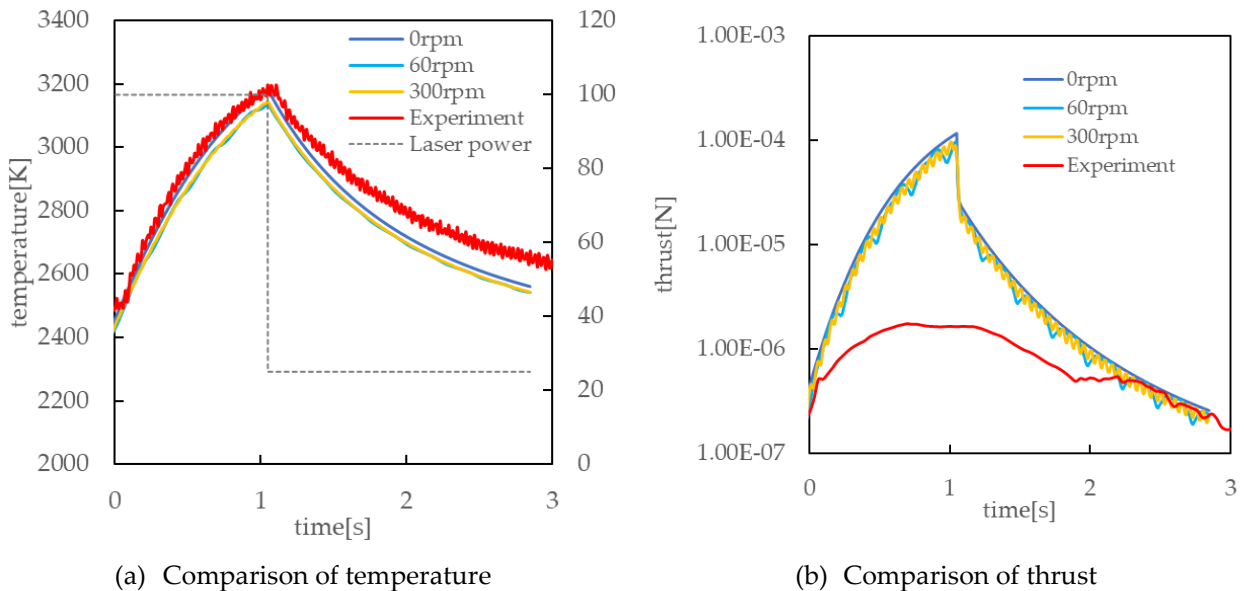 3400
3200
3000
2800
2600
2400
2200
2000
temperature[K]
0
1
2
3
time[s]
120
100
80
60
40
20
0
0rpm
60rpm
300rpm
Experiment
Laser power
(a) Comparison of temperature
1.00E-03
1.00E-04
1.00E-05
1.00E-06
1.00E-07
thrust[N]
0
1
2
3
time[s]
0rpm
60rpm
300rpm
Experiment
(b) Comparison of thrust